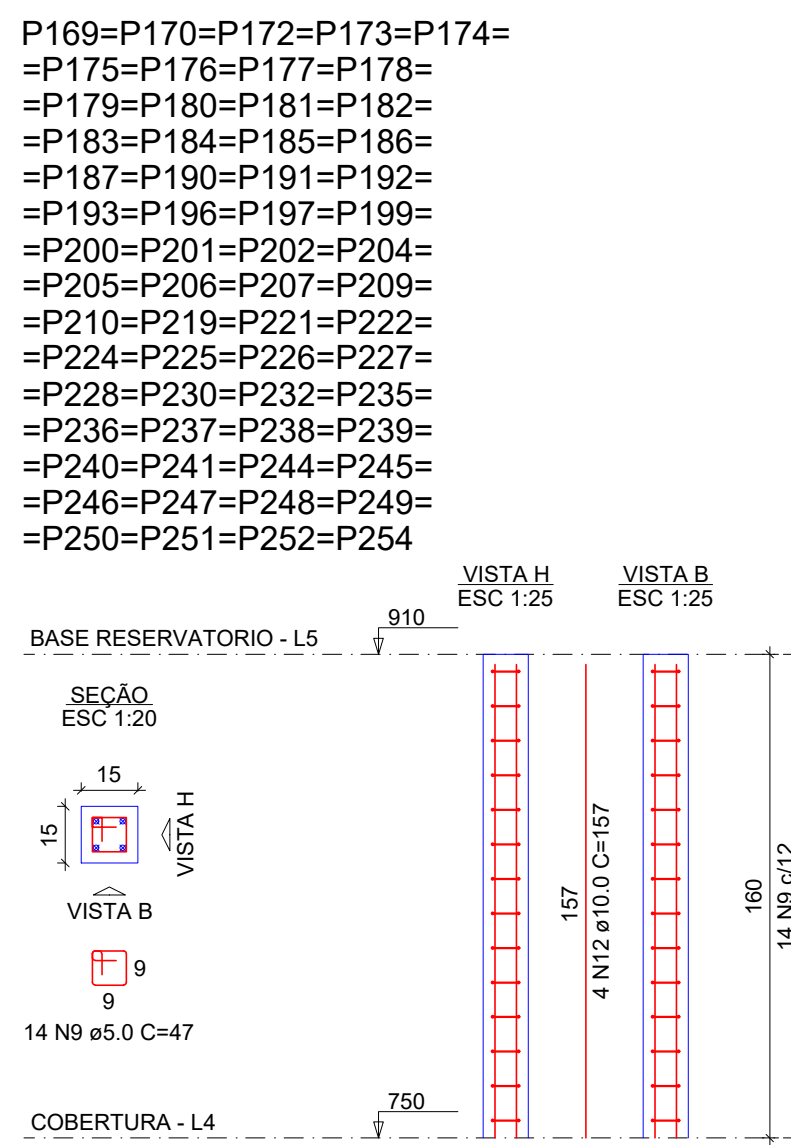 P169=P170=P172=P173=P174=
=P175=P176=P177=P178=
=P179=P180=P181=P182=
=P183=P184=P185=P186=
=P187=P190=P191=P192=
=P193=P196=P197=P199=
=P200=P201=P202=P204=
=P205=P206=P207=P209=
=P210=P219=P221=P222=
=P224=P225=P226=P227=
=P228=P230=P232=P235=
=P236=P237=P238=P239=
=P240=P241=P244=P245=
=P246=P247=P248=P249=
=P250=P251=P252=P254
VISTA H
ESC 1:25
VISTA B
ESC 1:25
910
BASE RESERVATORIO - L5
SEÇÃO
ESC 1:20
15
15
VISTA H
VISTA B
9
9
14 N9 ø5.0 C=47
157
4 N12 ø10.0 C=157
160
14 N9 c/12
750
COBERTURA - L4